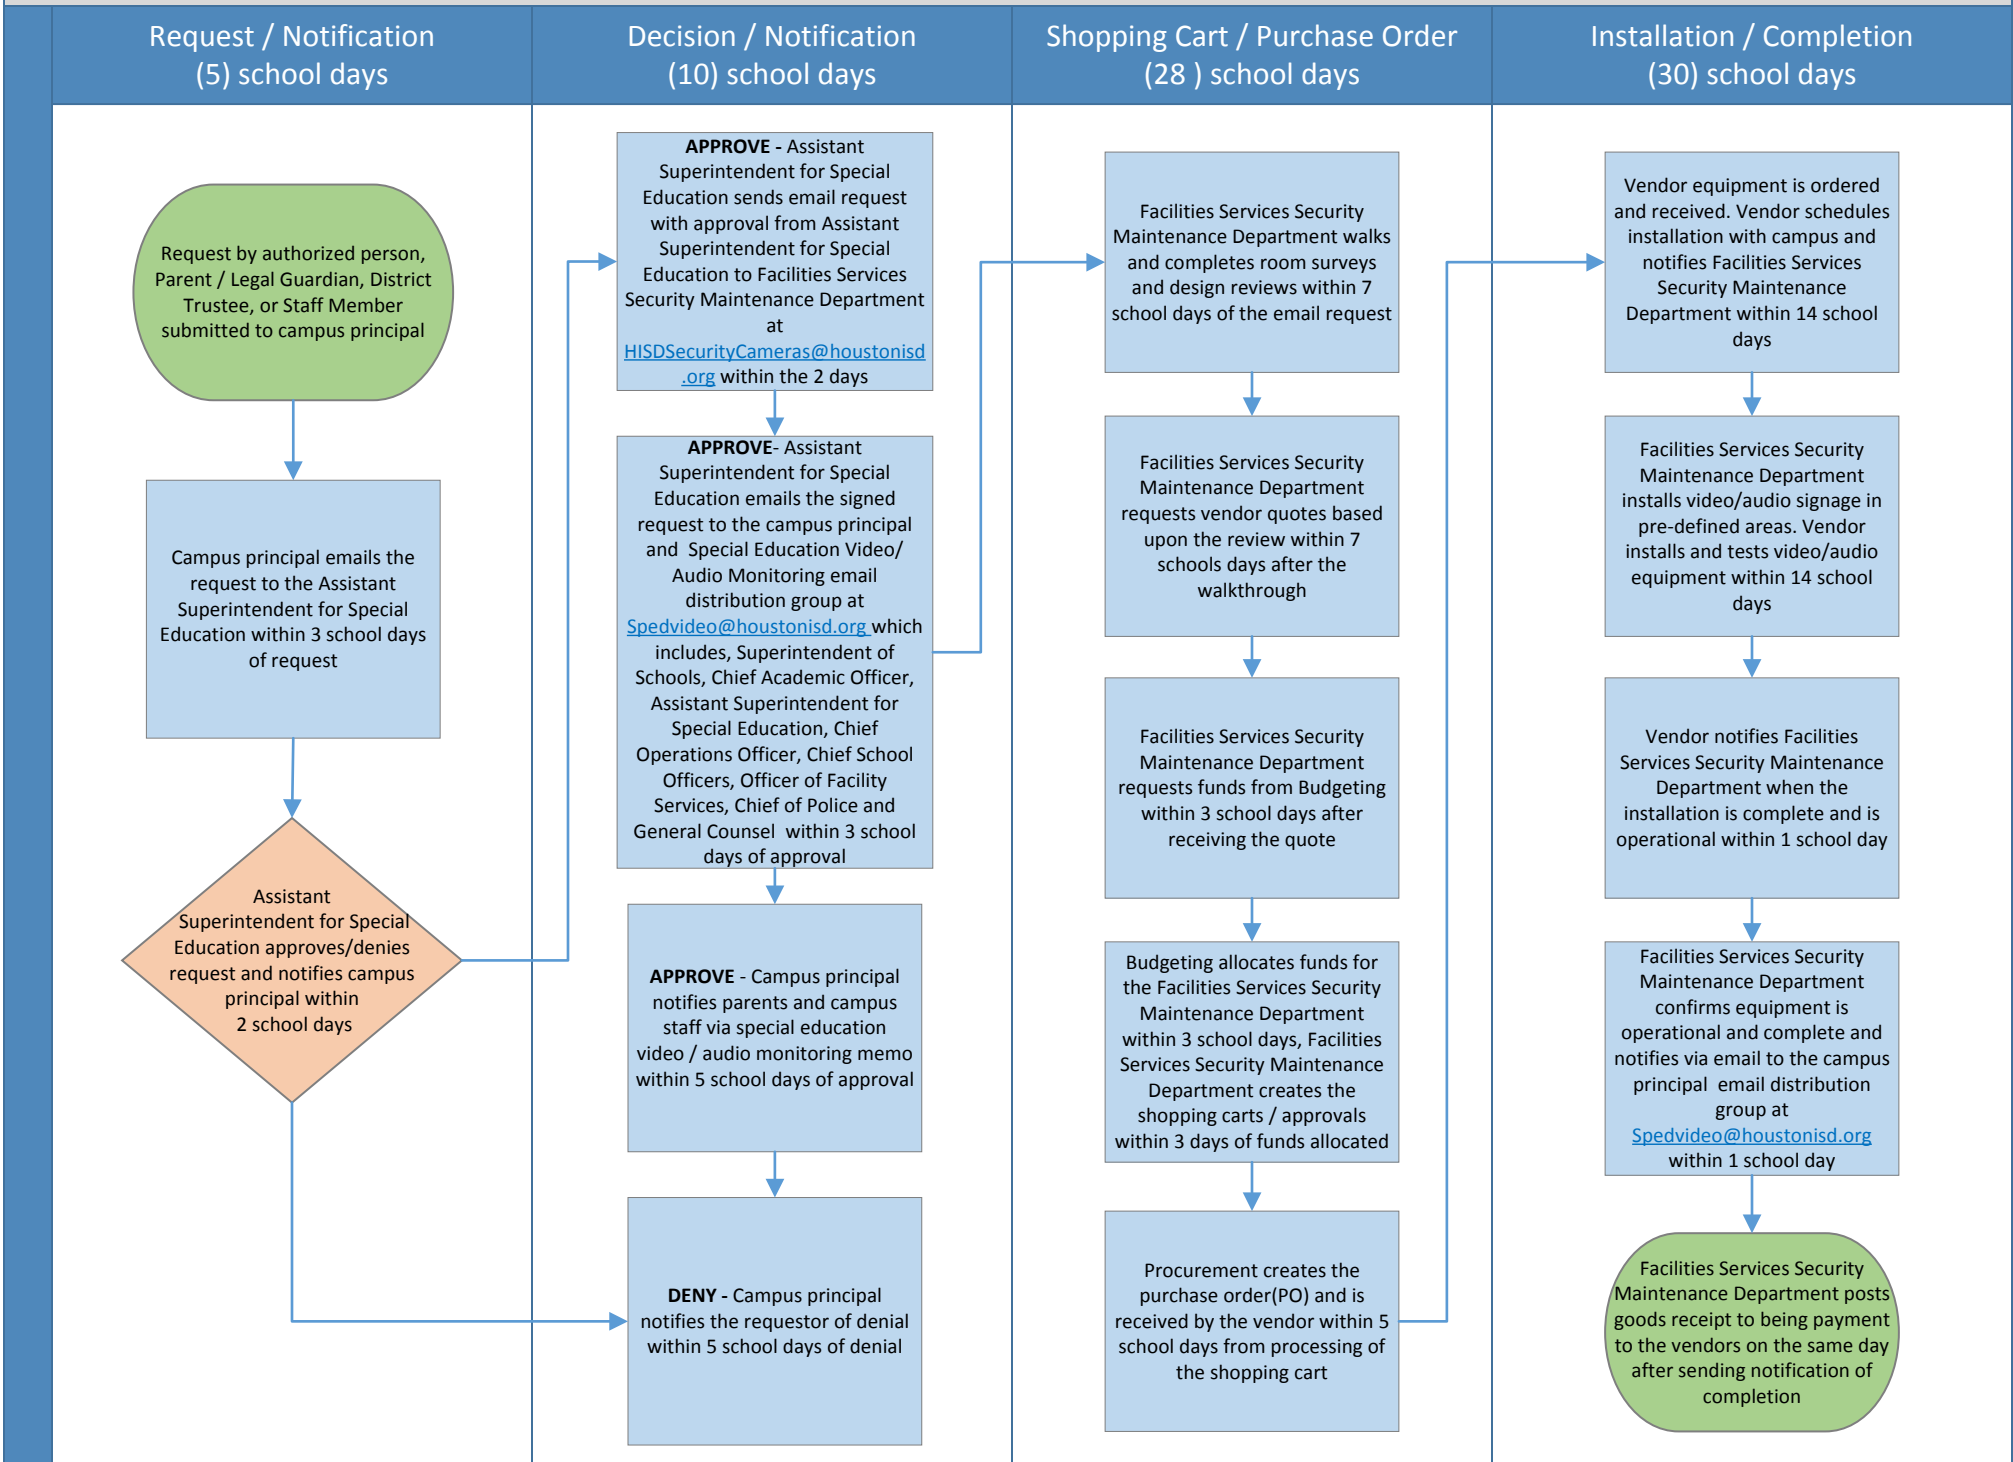 Request / Notification
(5) school days
Decision / Notification
(10) school days
Shopping Cart / Purchase Order
(28 ) school days
Installation / Completion
(30) school days
Request by authorized person,
Parent / Legal Guardian, District
Trustee, or Staff Member
submitted to campus principal
Campus principal emails the
request to the Assistant
Superintendent for Special
Education within 3 school days
of request
Assistant
Superintendent for Special
Education approves/denies
request and notifies campus
principal within
2 school days
APPROVE - Assistant
Superintendent for Special
Education sends email request
with approval from Assistant
Superintendent for Special
Education to Facilities Services
Security Maintenance Department
at
HISDSecurityCameras@houstonisd
.org within the 2 days
APPROVE- Assistant
Superintendent for Special
Education emails the signed
request to the campus principal
and Special Education Video/
Audio Monitoring email
distribution group at
Spedvideo@houstonisd.org which
includes, Superintendent of
Schools, Chief Academic Officer,
Assistant Superintendent for
Special Education, Chief
Operations Officer, Chief School
Officers, Officer of Facility
Services, Chief of Police and
General Counsel within 3 school
days of approval
APPROVE - Campus principal
notifies parents and campus
staff via special education
video / audio monitoring memo
within 5 school days of approval
DENY - Campus principal
notifies the requestor of denial
within 5 school days of denial
Facilities Services Security
Maintenance Department walks
and completes room surveys
and design reviews within 7
school days of the email request
Facilities Services Security
Maintenance Department
requests vendor quotes based
upon the review within 7
schools days after the
walkthrough
Facilities Services Security
Maintenance Department
requests funds from Budgeting
within 3 school days after
receiving the quote
Budgeting allocates funds for
the Facilities Services Security
Maintenance Department
within 3 school days, Facilities
Services Security Maintenance
Department creates the
shopping carts / approvals
within 3 days of funds allocated
Procurement creates the
purchase order(PO) and is
received by the vendor within 5
school days from processing of
the shopping cart
Vendor equipment is ordered
and received. Vendor schedules
installation with campus and
notifies Facilities Services
Security Maintenance
Department within 14 school
days
Facilities Services Security
Maintenance Department
installs video/audio signage in
pre-defined areas. Vendor
installs and tests video/audio
equipment within 14 school
days
Vendor notifies Facilities
Services Security Maintenance
Department when the
installation is complete and is
operational within 1 school day
Facilities Services Security
Maintenance Department
confirms equipment is
operational and complete and
notifies via email to the campus
principal email distribution
group at
Spedvideo@houstonisd.org
within 1 school day
Facilities Services Security
Maintenance Department posts
goods receipt to being payment
to the vendors on the same day
after sending notification of
completion